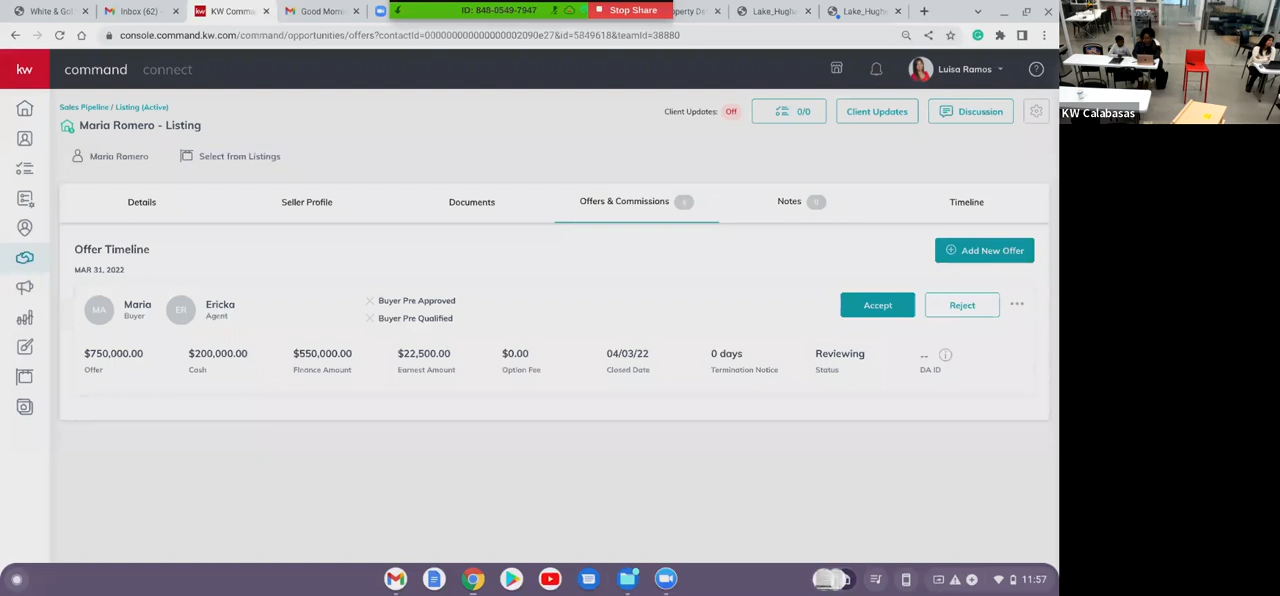 White & Gol
Inbox (62)
KW Comma
Good Mom
ID: 848-0549-7947
Stop Share
perty De
Lake_Hugh
Lake_Hugh
console.command.kw.com/command/opportunities/offers?contactId=00000000000000002090e27&id=5849618&teamId=38880
kw
command
connect
Luisa Ramos
KW Calabasas
Sales Pipeline / Listing (Active)
Maria Romero - Listing
Client Updates: Off
0/0
Client Updates
Discussion
Maria Romero
Select from Listings
Details
Seller Profile
Documents
Offers & Commissions
Notes 0
Timeline
Offer Timeline
Add New Offer
MAR 31, 2022
MA
Maria
Buyer
ER
Ericka
Agent
Buyer Pre Approved
Buyer Pre Qualified
Accept
Reject
$750,000.00
$200,000.00
$550,000.00
$22,500.00
$0.00
04/03/22
0 days
Reviewing
--
Offer
Cash
Finance Amount
Earnest Amount
Option Fee
Closed Date
Termination Notice
Status
DA ID
11:57